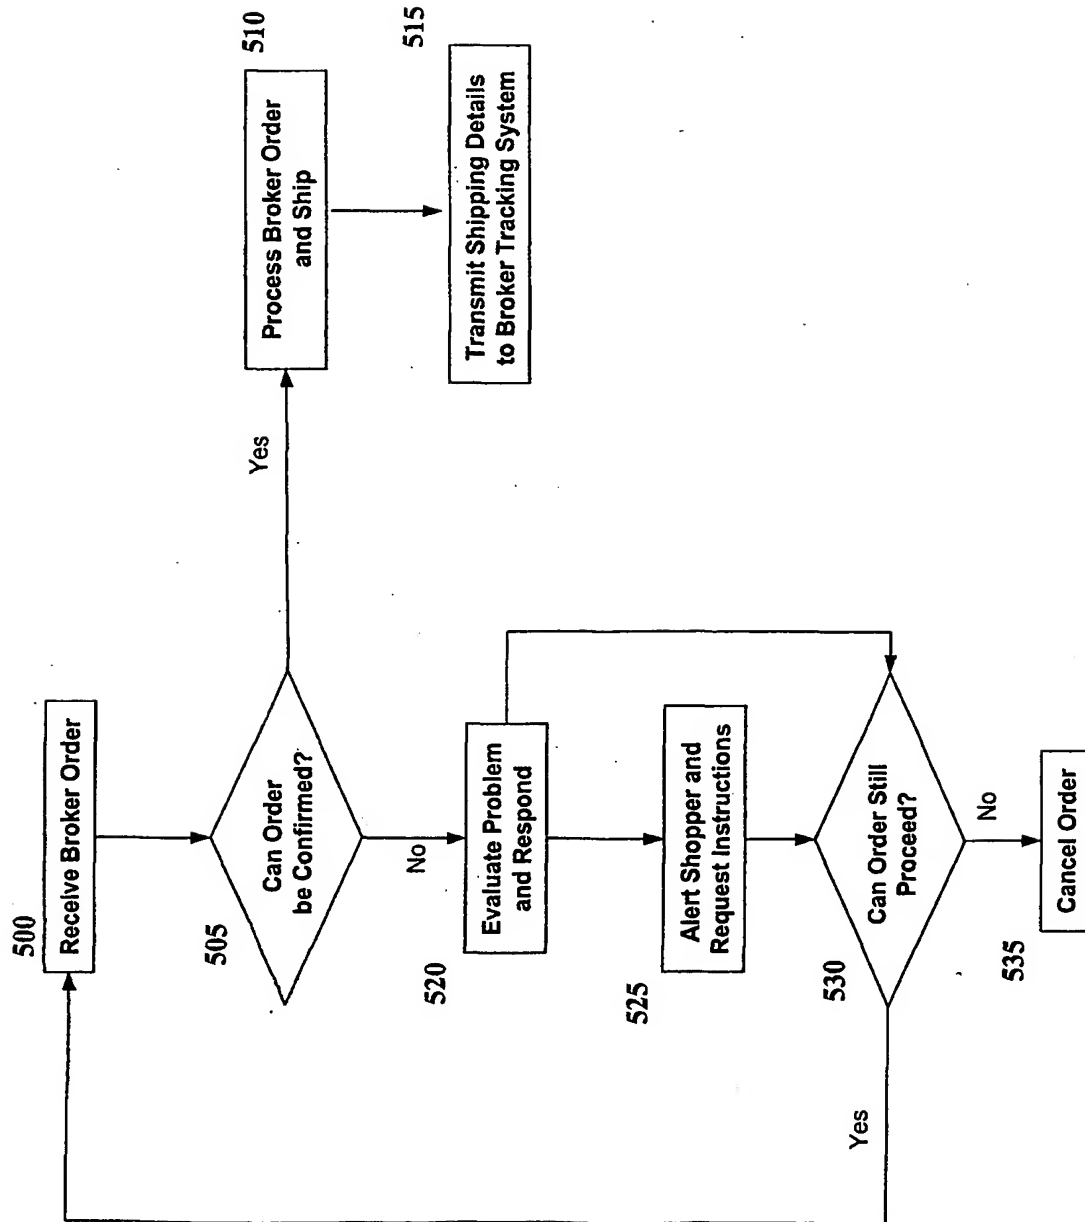 500
Receive Broker Order
505
Can Order
be Confirmed?
Yes
510
Process Broker Order
and Ship
515
Transmit Shipping Details
to Broker Tracking System
No
520
Evaluate Problem
and Respond
525
Alert Shopper and
Request Instructions
530
Can Order Still
Proceed?
Yes
No
535
Cancel Order